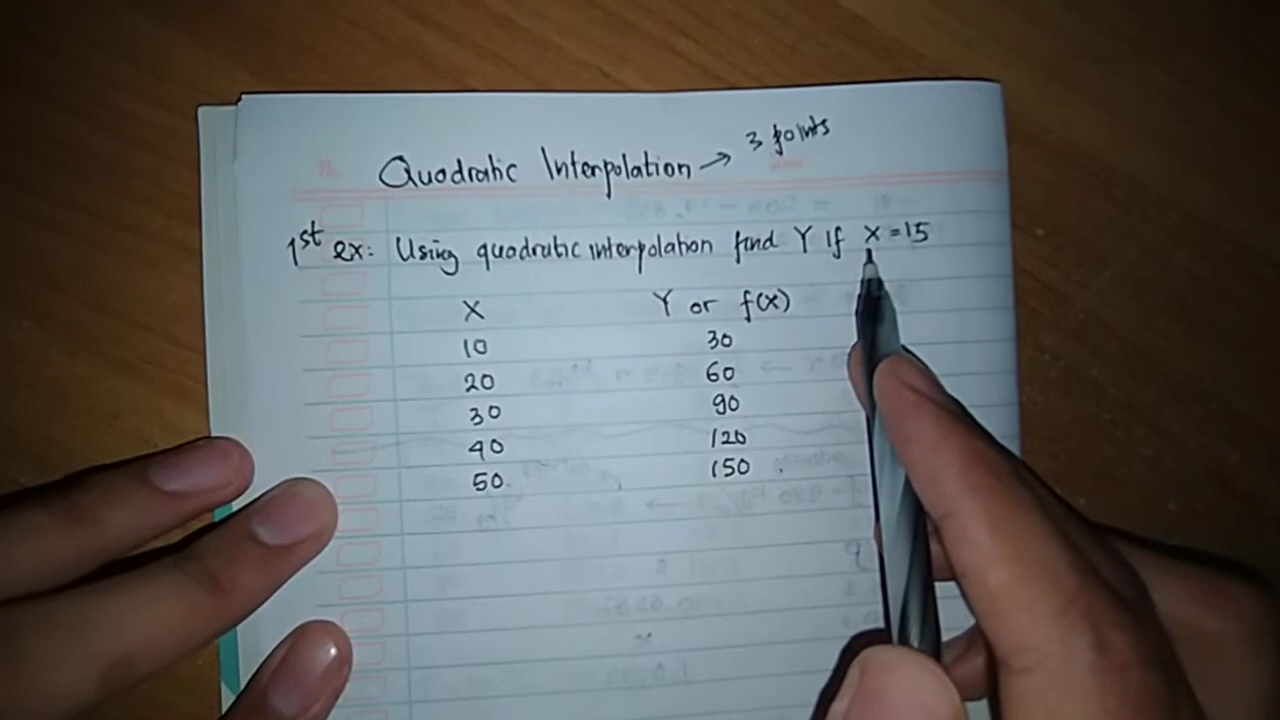 Quadratic Interpolation → 3 points
1st ex: Using quadratic interpolation find Y if X = 15
X Y or f(x)
10 30
20 60
30 90
40 120
50 150